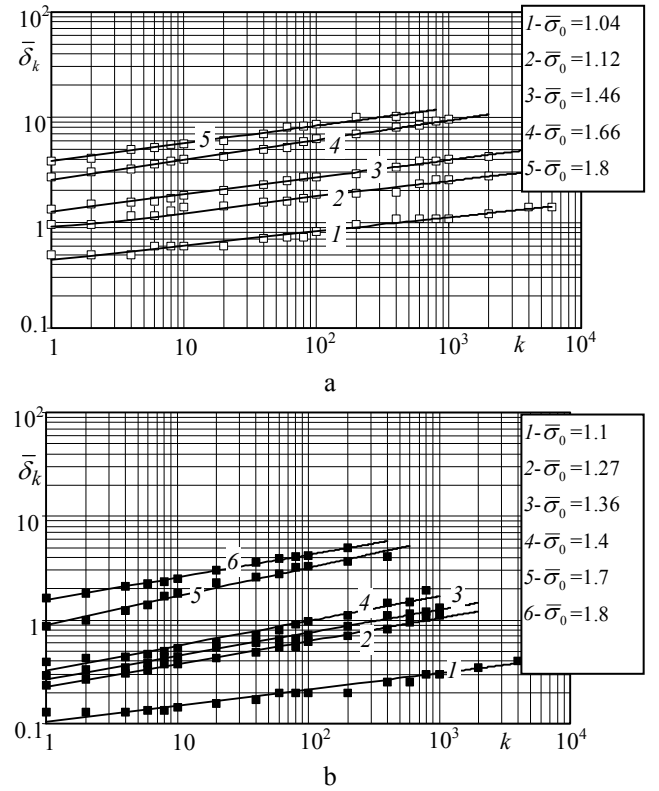 10²
δ̄ₖ
10
1
0.1
5
4
3
2
1
1-σ̄₀=1.04
2-σ̄₀=1.12
3-σ̄₀=1.46
4-σ̄₀=1.66
5-σ̄₀=1.8
1 10 10² 10³ k 10⁴
a
10²
δ̄ₖ
10
1
0.1
6
5
4
3
2
1
1-σ̄₀=1.1
2-σ̄₀=1.27
3-σ̄₀=1.36
4-σ̄₀=1.4
5-σ̄₀=1.7
6-σ̄₀=1.8
1 10 10² 10³ k 10⁴
b